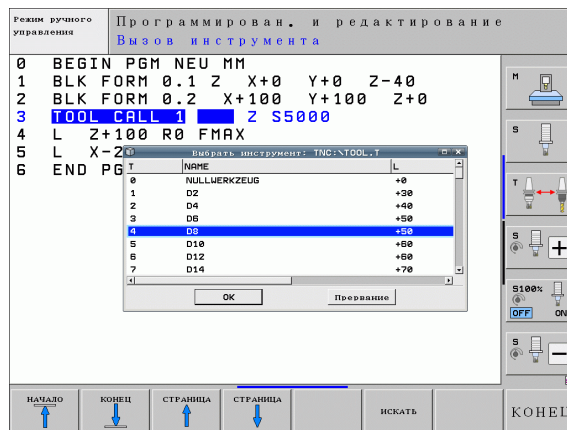 Режим ручного
управления
Программирован. и редактирование
Вызов инструмента
0 BEGIN PGM NEU MM
1 BLK FORM 0.1 Z X+0 Y+0 Z-40
2 BLK FORM 0.2 X+100 Y+100 Z+0
3 TOOL CALL 1 Z S5000
4 L Z+100 R0 FMAX
5 L X-2
6 END PG
Выбрать инструмент: TNC:\TOOL.T
T NAME L
0 NULLWERKZEUG +0
1 D2 +30
2 D4 +40
3 D6 +50
4 D8 +50
5 D10 +60
6 D12 +60
7 D14 +70
OK Прервание
M
S
T
S
S100%
OFF ON
S
НАЧАЛО КОНЕЦ СТРАНИЦА СТРАНИЦА ИСКАТЬ КОНЕЦ